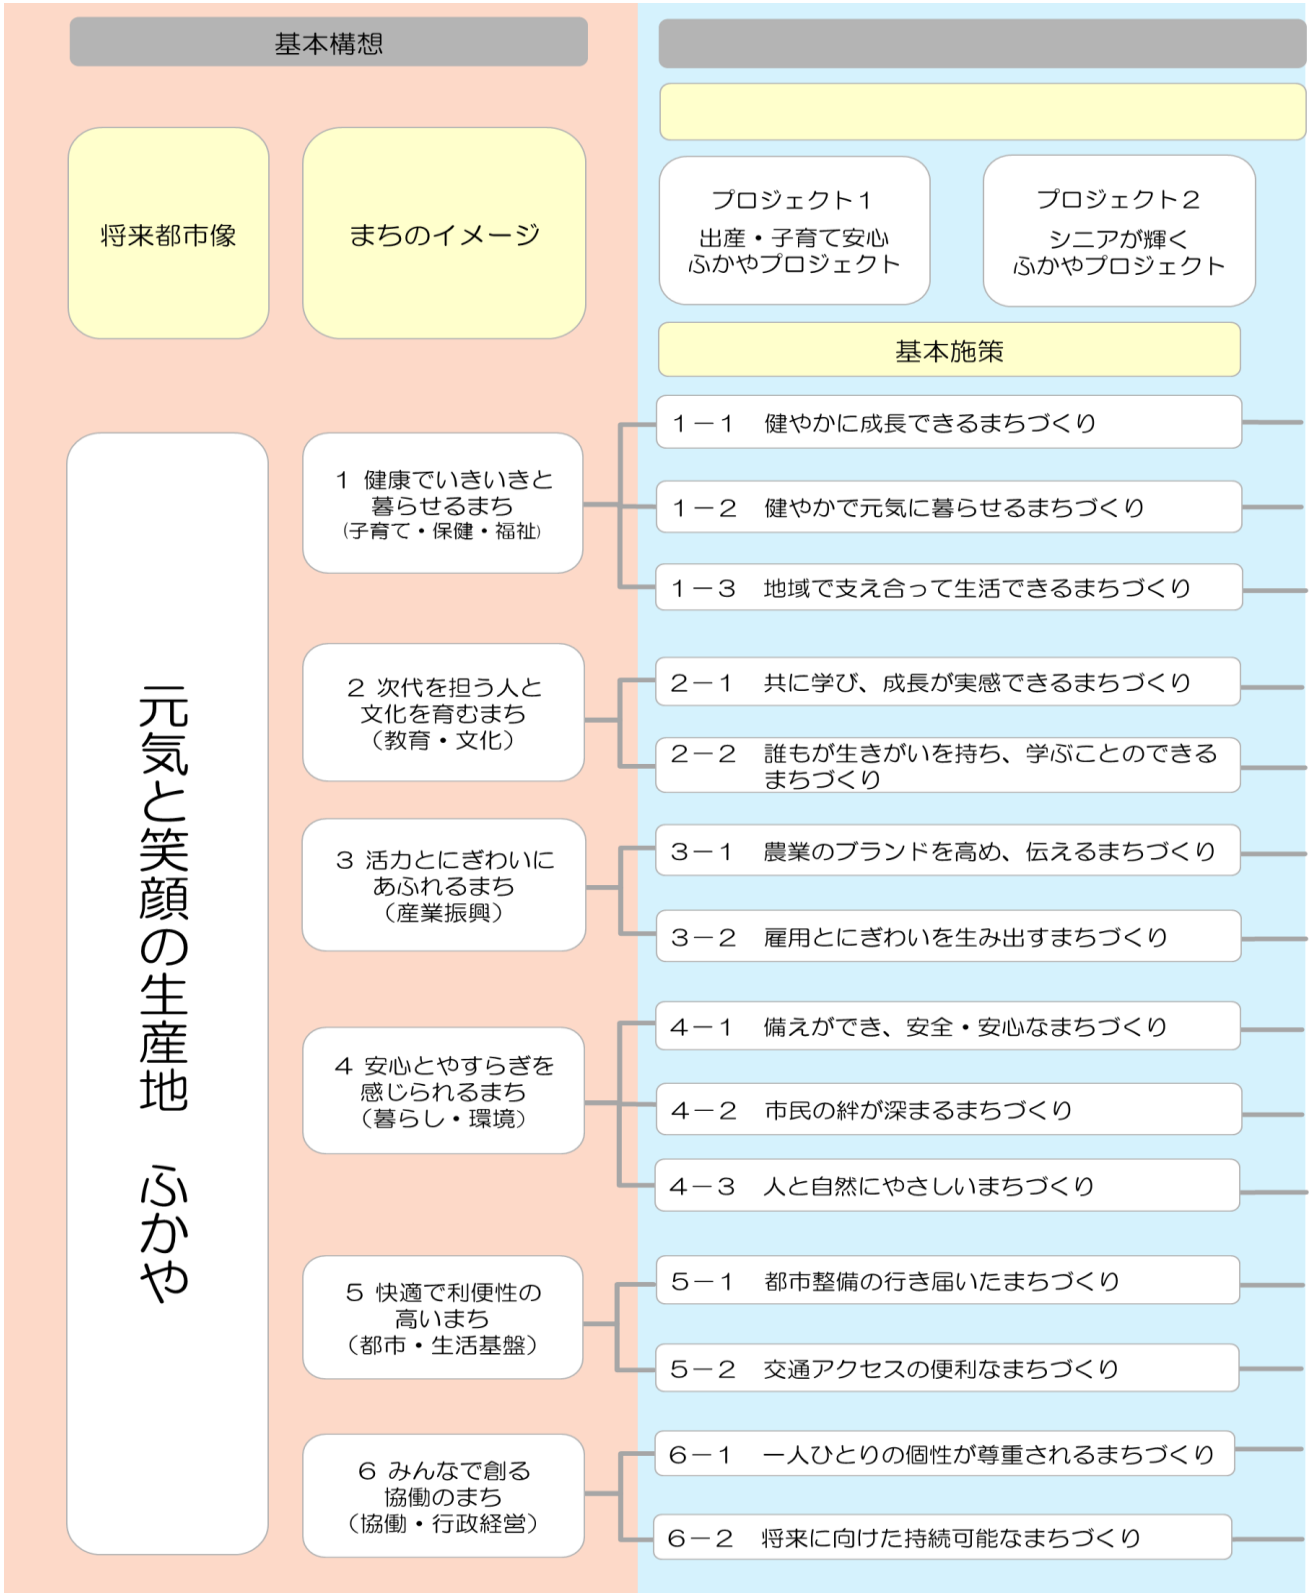 基本構想
将来都市像
まちのイメージ
プロジェクト1
出産・子育て安心
ふかやプロジェクト
プロジェクト2
シニアが輝く
ふかやプロジェクト
基本施策
元気と笑顔の生産地　ふかや
1 健康でいきいきと
暮らせるまち
(子育て・保健・福祉)
1－1　健やかに成長できるまちづくり
1－2　健やかで元気に暮らせるまちづくり
1－3　地域で支え合って生活できるまちづくり
2 次代を担う人と
文化を育むまち
（教育・文化）
2－1　共に学び、成長が実感できるまちづくり
2－2　誰もが生きがいを持ち、学ぶことのできる
まちづくり
3 活力とにぎわいに
あふれるまち
（産業振興）
3－1　農業のブランドを高め、伝えるまちづくり
3－2　雇用とにぎわいを生み出すまちづくり
4 安心とやすらぎを
感じられるまち
（暮らし・環境）
4－1　備えができ、安全・安心なまちづくり
4－2　市民の絆が深まるまちづくり
4－3　人と自然にやさしいまちづくり
5 快適で利便性の
高いまち
（都市・生活基盤）
5－1　都市整備の行き届いたまちづくり
5－2　交通アクセスの便利なまちづくり
6 みんなで創る
協働のまち
（協働・行政経営）
6－1　一人ひとりの個性が尊重されるまちづくり
6－2　将来に向けた持続可能なまちづくり